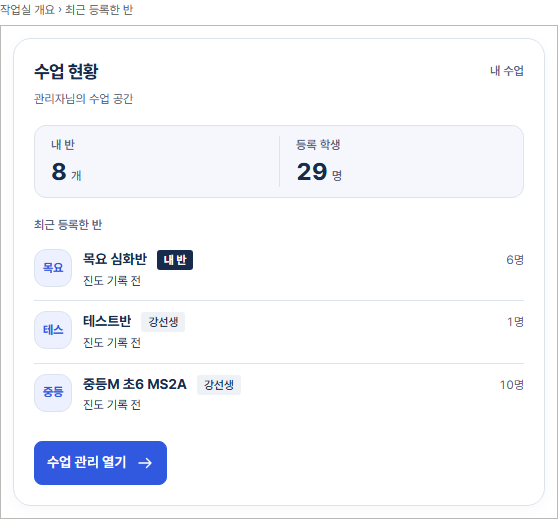 작업실 개요 › 최근 등록한 반
수업 현황
내 수업
관리자님의 수업 공간
내 반
8 개
등록 학생
29 명
최근 등록한 반
목요
목요 심화반
내 반
6명
진도 기록 전
테스
테스트반
강선생
1명
진도 기록 전
중등
중등M 초6 MS2A
강선생
10명
진도 기록 전
수업 관리 열기 →